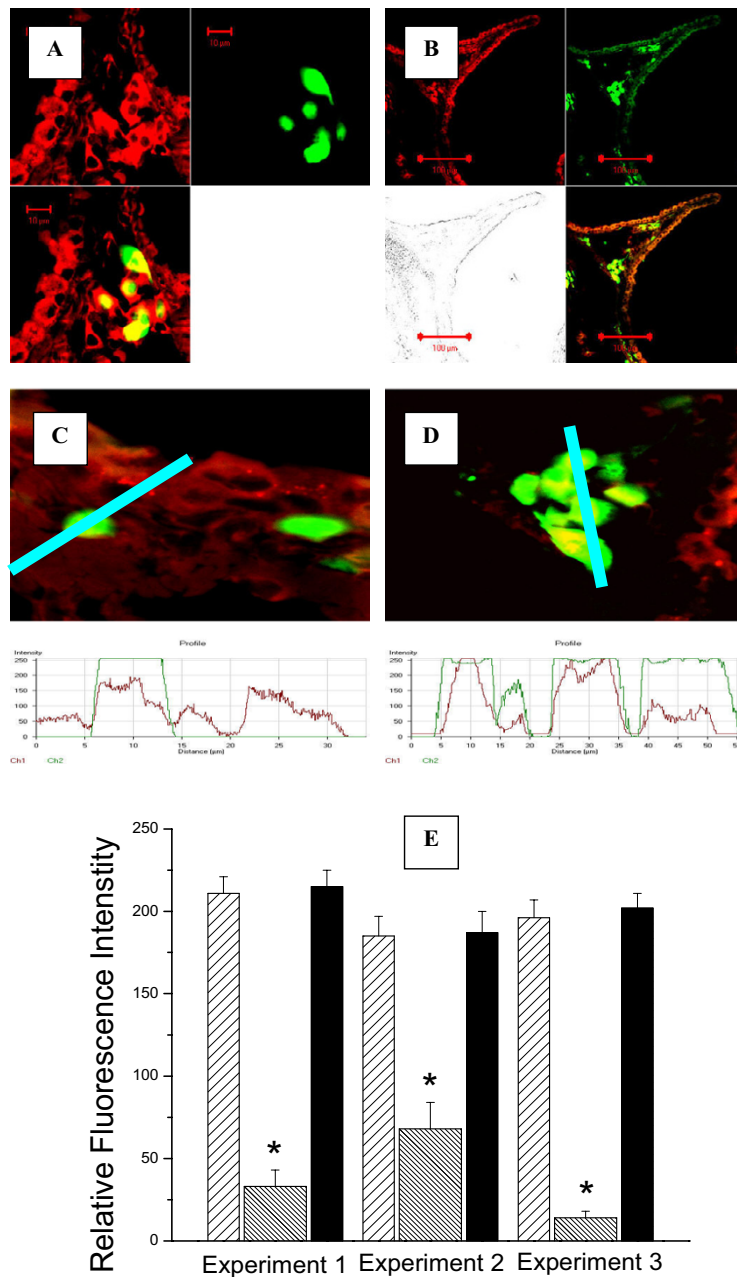 A
10 µm
10 µm
10 µm
B
100 µm
100 µm
100 µm
100 µm
C
D
Profile
Intensity
250
200
150
100
50
0
0 5 10 15 20 25 30
Distance [µm]
Ch1 Ch2
Profile
Intensity
250
200
150
100
50
0
0 5 10 15 20 25 30 35 40 45 50 55
Distance [µm]
Ch1 Ch2
E
Relative Fluorescence Intenstity
250
200
150
100
50
0
* * *
Experiment 1 Experiment 2 Experiment 3